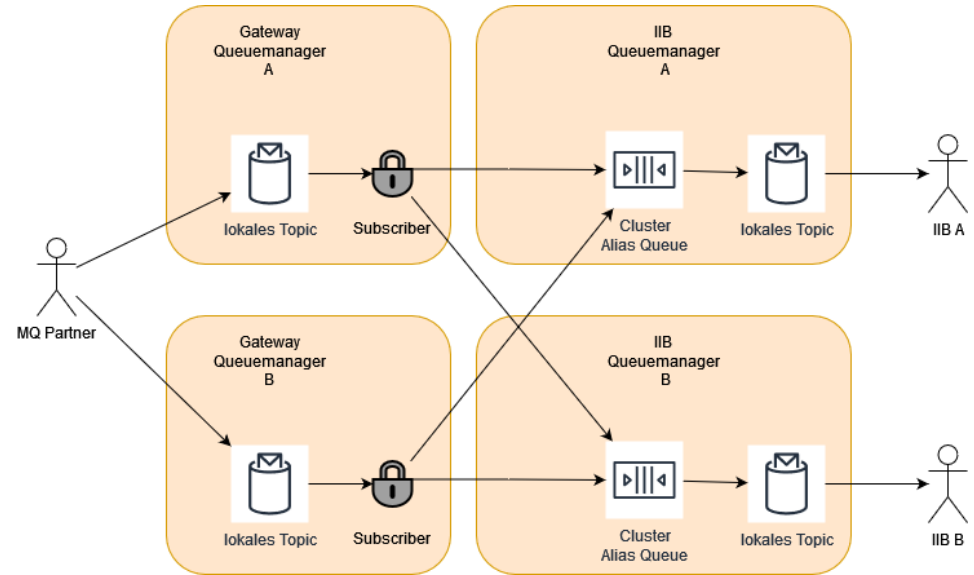 Gateway
Queuemanager
A
IIB
Queuemanager
A
lokales Topic
Subscriber
Cluster
Alias Queue
lokales Topic
IIB A
MQ Partner
Gateway
Queuemanager
B
IIB
Queuemanager
B
lokales Topic
Subscriber
Cluster
Alias Queue
lokales Topic
IIB B